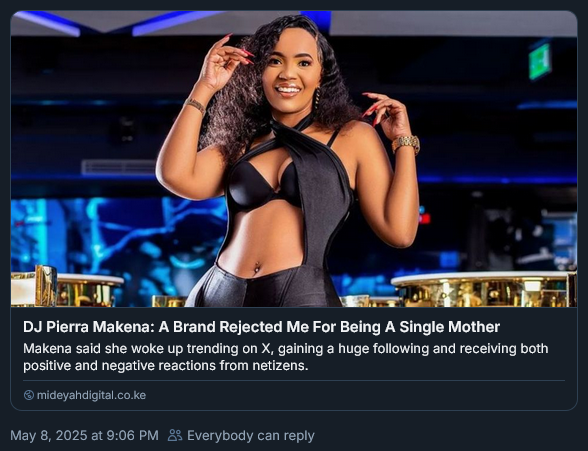 DJ Pierra Makena: A Brand Rejected Me For Being A Single Mother
Makena said she woke up trending on X, gaining a huge following and receiving both
positive and negative reactions from netizens.
mideyahdigital.co.ke
May 8, 2025 at 9:06 PM Everybody can reply